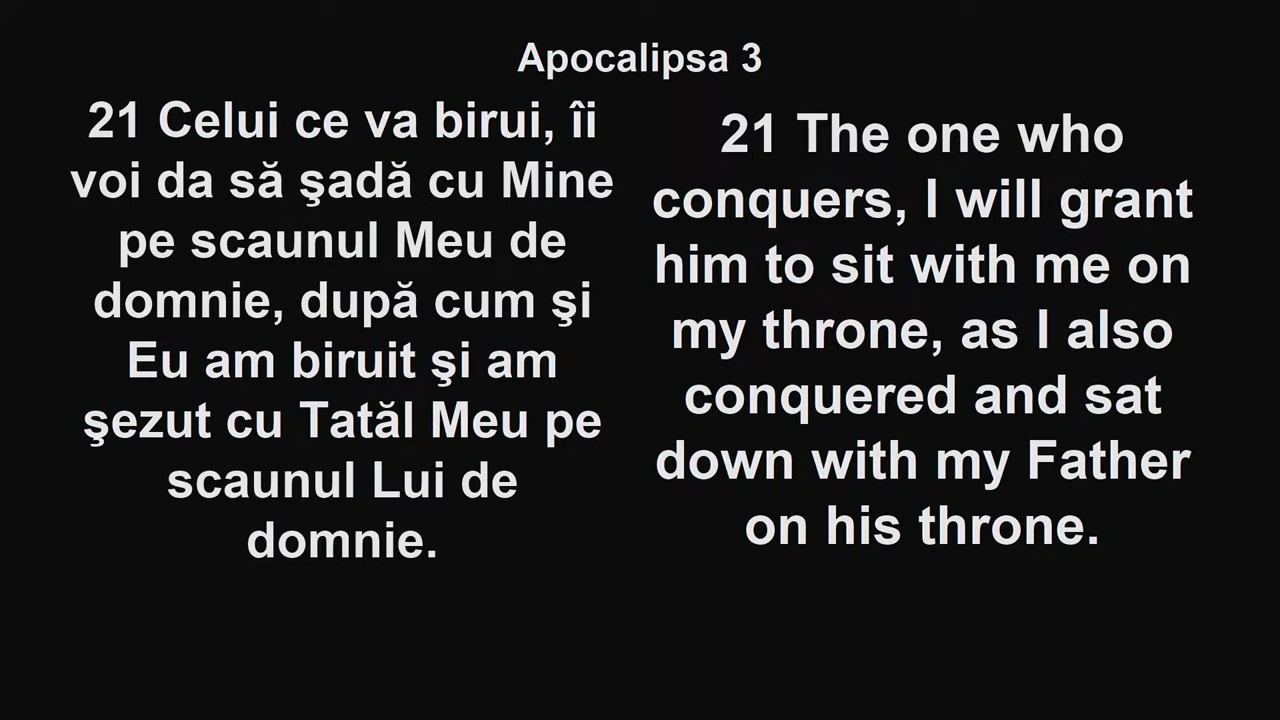 Apocalipsa 3
21 Celui ce va birui, îi
voi da să şadă cu Mine
pe scaunul Meu de
domnie, după cum şi
Eu am biruit şi am
şezut cu Tatăl Meu pe
scaunul Lui de
domnie.
21 The one who
conquers, I will grant
him to sit with me on
my throne, as I also
conquered and sat
down with my Father
on his throne.